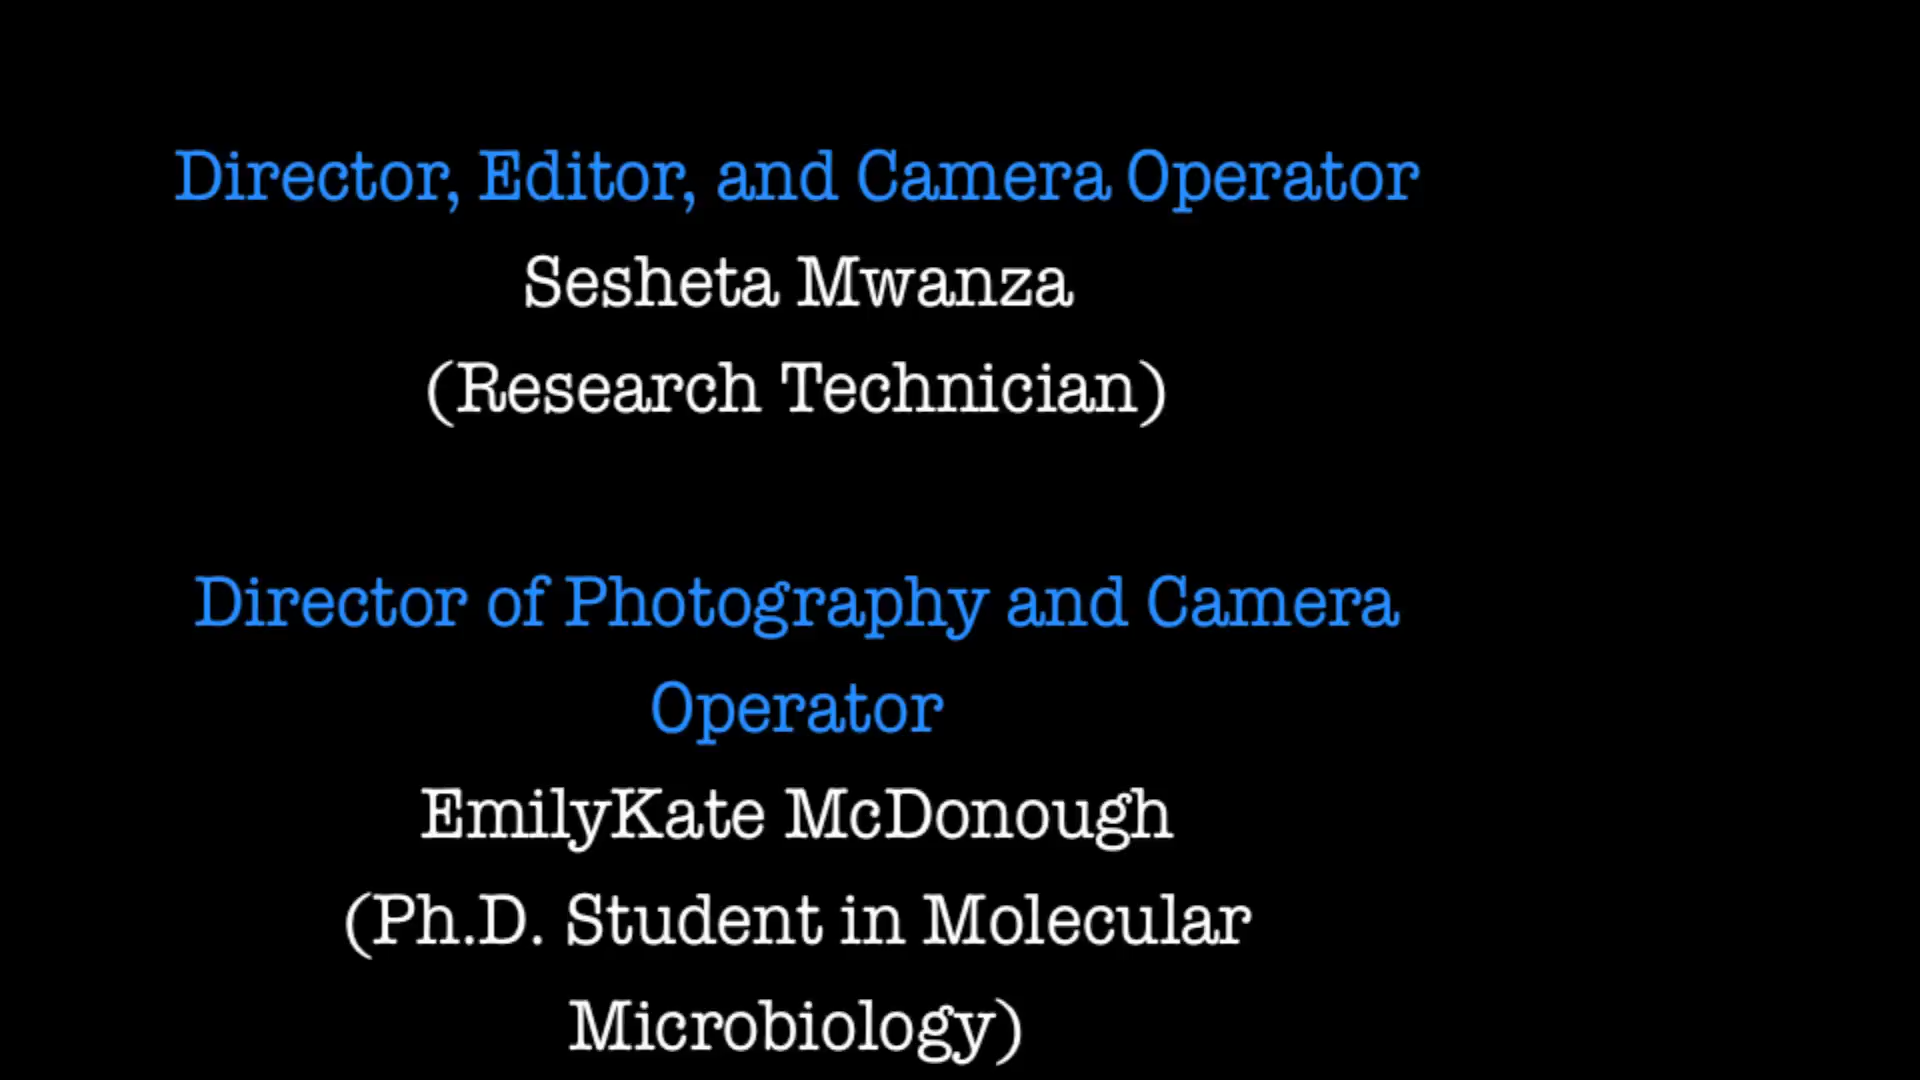 Director, Editor, and Camera Operator
Sesheta Mwanza
(Research Technician)
Director of Photography and Camera
Operator
EmilyKate McDonough
(Ph.D. Student in Molecular
Microbiology)